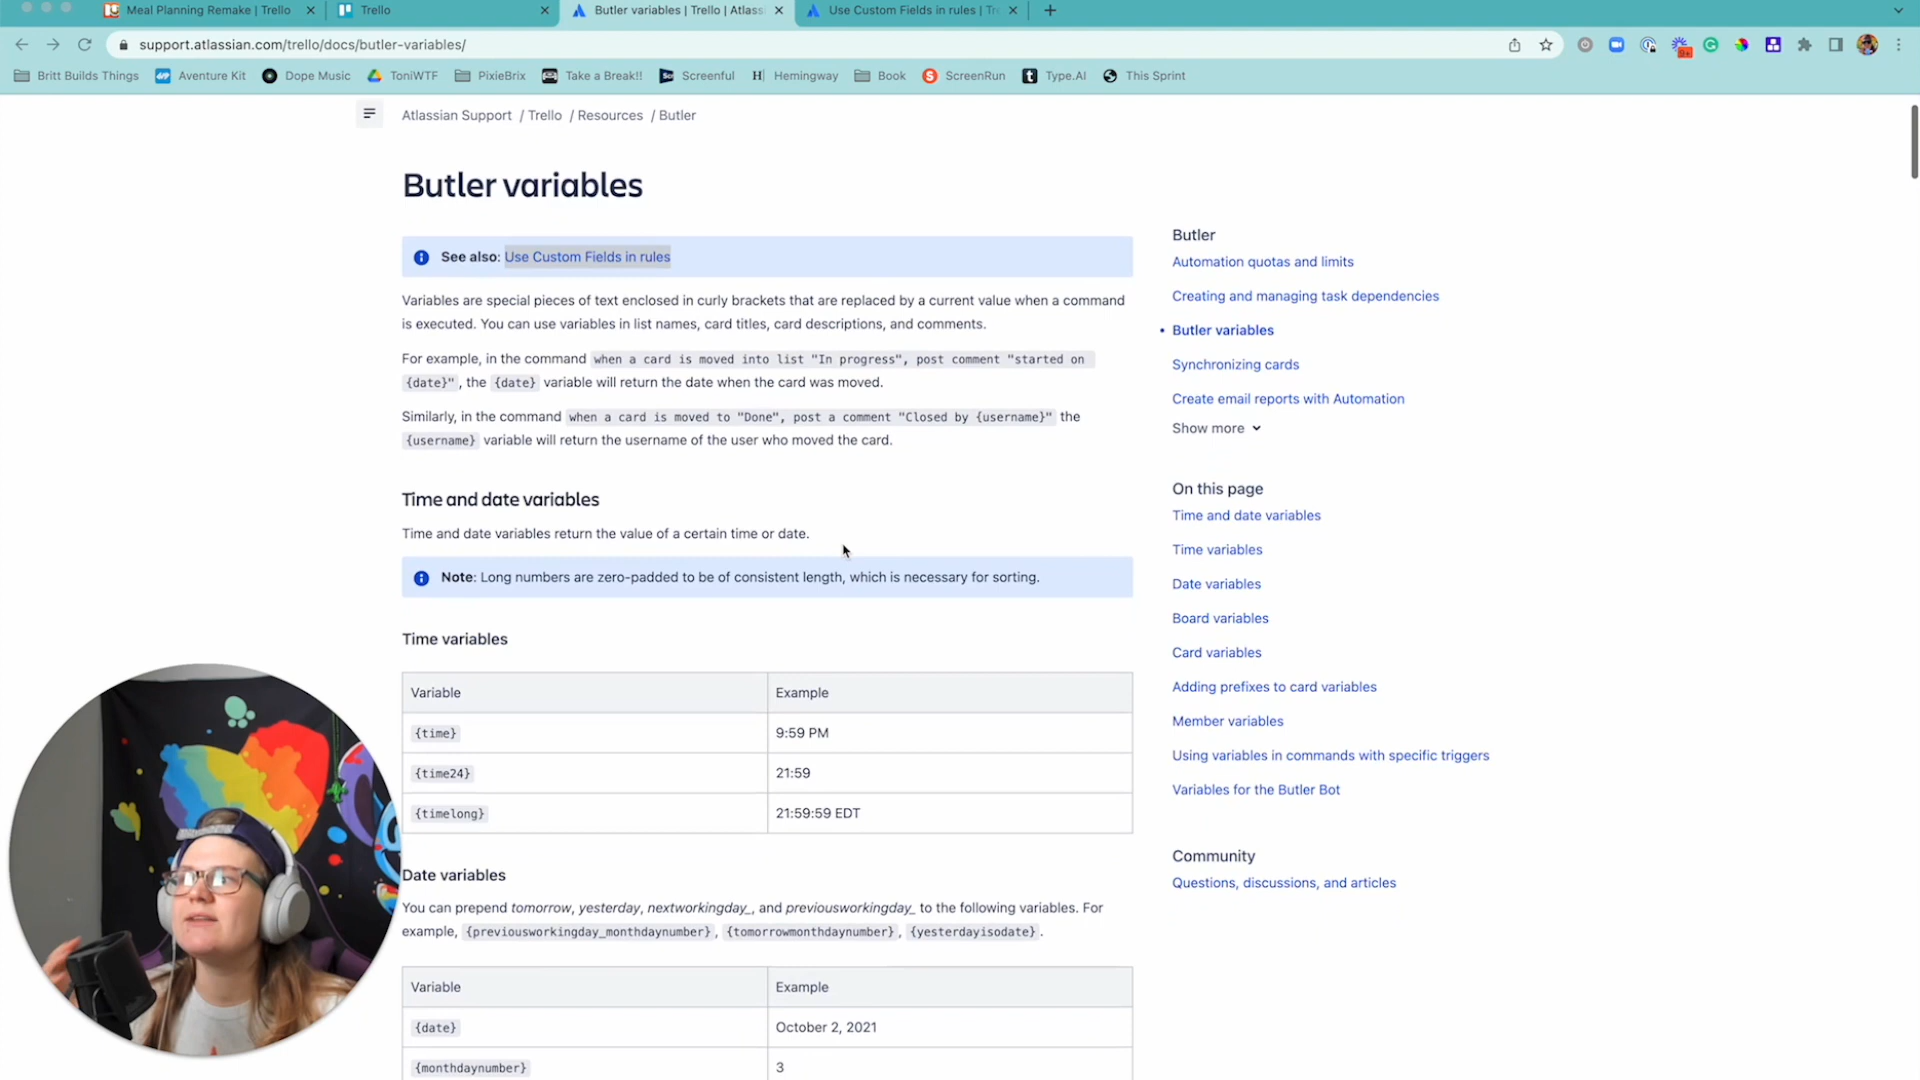 Meal Planning Remake | Trello
Trello
Butler variables | Trello | Atlass
Use Custom Fields in rules | Tre
support.atlassian.com/trello/docs/butler-variables/
Britt Builds Things
Aventure Kit
Dope Music
ToniWTF
PixieBrix
Take a Break!!
Screenful
Hemingway
Book
ScreenRun
Type.AI
This Sprint
Atlassian Support / Trello / Resources / Butler
Butler variables
See also: Use Custom Fields in rules
Variables are special pieces of text enclosed in curly brackets that are replaced by a current value when a command
is executed. You can use variables in list names, card titles, card descriptions, and comments.
For example, in the command when a card is moved into list "In progress", post comment "started on
{date}", the {date} variable will return the date when the card was moved.
Similarly, in the command when a card is moved to "Done", post a comment "Closed by {username}" the
{username} variable will return the username of the user who moved the card.
Time and date variables
Time and date variables return the value of a certain time or date.
Note: Long numbers are zero-padded to be of consistent length, which is necessary for sorting.
Time variables
Variable Example
{time} 9:59 PM
{time24} 21:59
{timelong} 21:59:59 EDT
Date variables
You can prepend tomorrow, yesterday, nextworkingday_, and previousworkingday_ to the following variables. For
example, {previousworkingday_monthdaynumber}, {tomorrowmonthdaynumber}, {yesterdayisodate}.
Variable Example
{date} October 2, 2021
{monthdaynumber} 3
Butler
Automation quotas and limits
Creating and managing task dependencies
• Butler variables
Synchronizing cards
Create email reports with Automation
Show more
On this page
Time and date variables
Time variables
Date variables
Board variables
Card variables
Adding prefixes to card variables
Member variables
Using variables in commands with specific triggers
Variables for the Butler Bot
Community
Questions, discussions, and articles